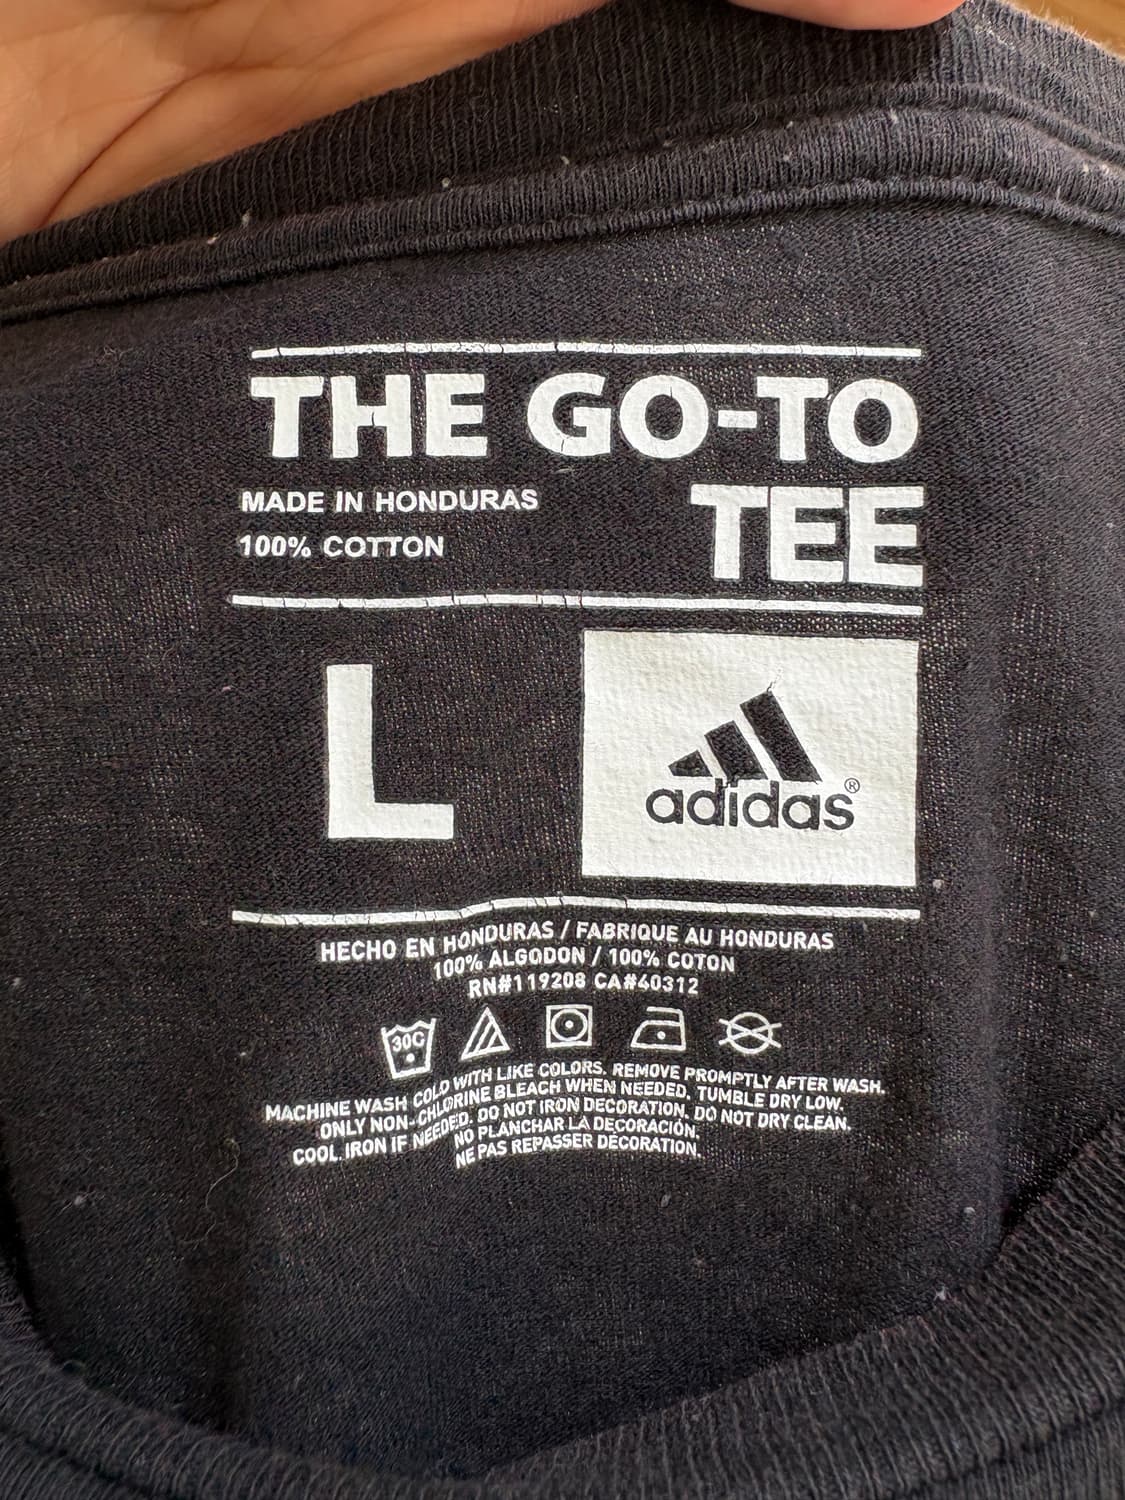 THE GO-TO
TEE
MADE IN HONDURAS
100% COTTON
L
adidas®
HECHO EN HONDURAS / FABRIQUE AU HONDURAS
100% ALGODON / 100% COTON
RN#119208 CA#40312
30C
MACHINE WASH COLD WITH LIKE COLORS. REMOVE PROMPTLY AFTER WASH.
ONLY NON-CHLORINE BLEACH WHEN NEEDED. TUMBLE DRY LOW.
COOL IRON IF NEEDED. DO NOT IRON DECORATION. DO NOT DRY CLEAN.
NO PLANCHAR LA DECORACIÓN.
NE PAS REPASSER DÉCORATION.